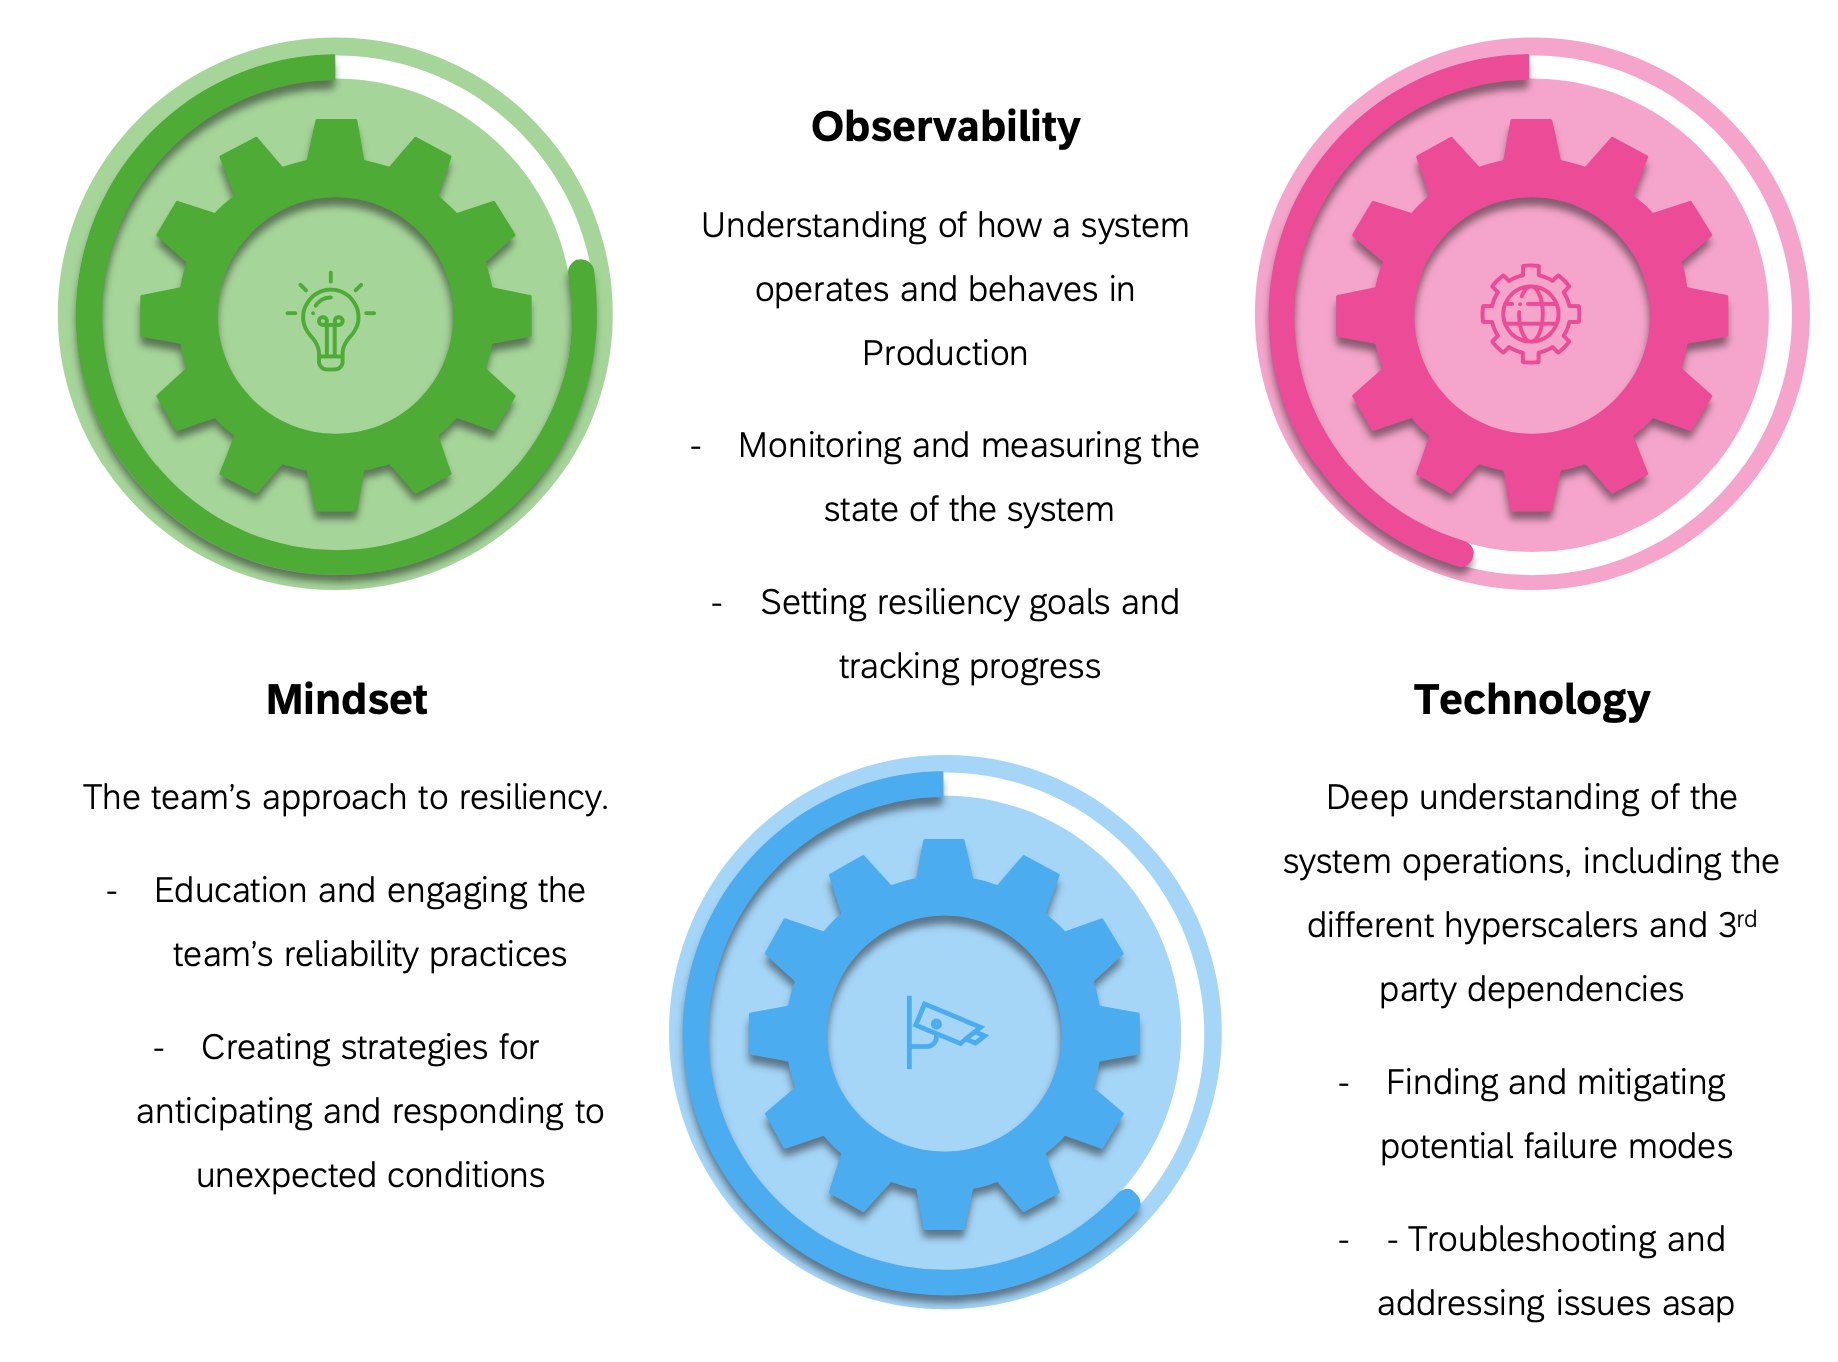 Observability
Understanding of how a system
operates and behaves in
Production
- Monitoring and measuring the
state of the system
- Setting resiliency goals and
tracking progress
Mindset
The team’s approach to resiliency.
- Education and engaging the
team’s reliability practices
- Creating strategies for
anticipating and responding to
unexpected conditions
Technology
Deep understanding of the
system operations, including the
different hyperscalers and 3rd
party dependencies
- Finding and mitigating
potential failure modes
- - Troubleshooting and
addressing issues asap